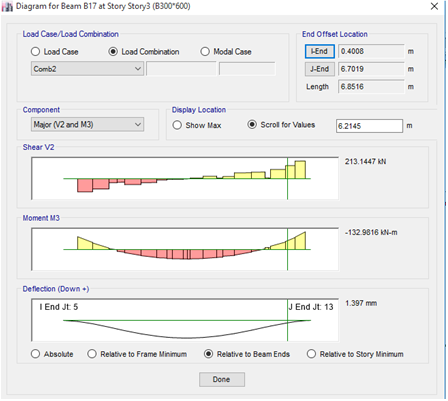 Diagram for Beam B17 at Story Story3 (B300*600)
Load Case/Load Combination
Load Case
Load Combination
Modal Case
Comb2
End Offset Location
I-End
0.4008
m
J-End
6.7019
m
Length
6.8516
m
Component
Major (V2 and M3)
Display Location
Show Max
Scroll for Values
6.2145
m
Shear V2
213.1447 kN
Moment M3
-132.9816 kN-m
Deflection (Down +)
I End Jt: 5
J End Jt: 13
1.397 mm
Absolute
Relative to Frame Minimum
Relative to Beam Ends
Relative to Story Minimum
Done